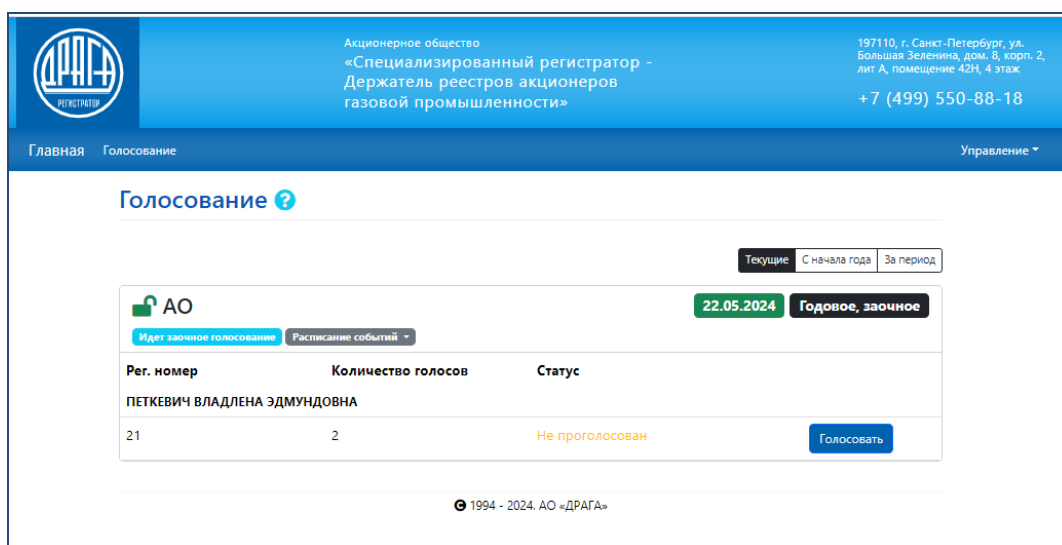 ДРАГА
РЕГИСТРАТОР
Акционерное общество
«Специализированный регистратор -
Держатель реестров акционеров
газовой промышленности»
197110, г. Санкт-Петербург, ул.
Большая Зеленина, дом. 8, корп. 2,
лит А, помещение 42Н, 4 этаж
+7 (499) 550-88-18
Главная Голосование Управление
Голосование ?
Текущие С начала года За период
АО 22.05.2024 Годовое, заочное
Идет заочное голосование Расписание событий
Рег. номер Количество голосов Статус
ПЕТКЕВИЧ ВЛАДЛЕНА ЭДМУНДОВНА
21 2 Не проголосован Голосовать
© 1994 - 2024. АО «ДРАГА»